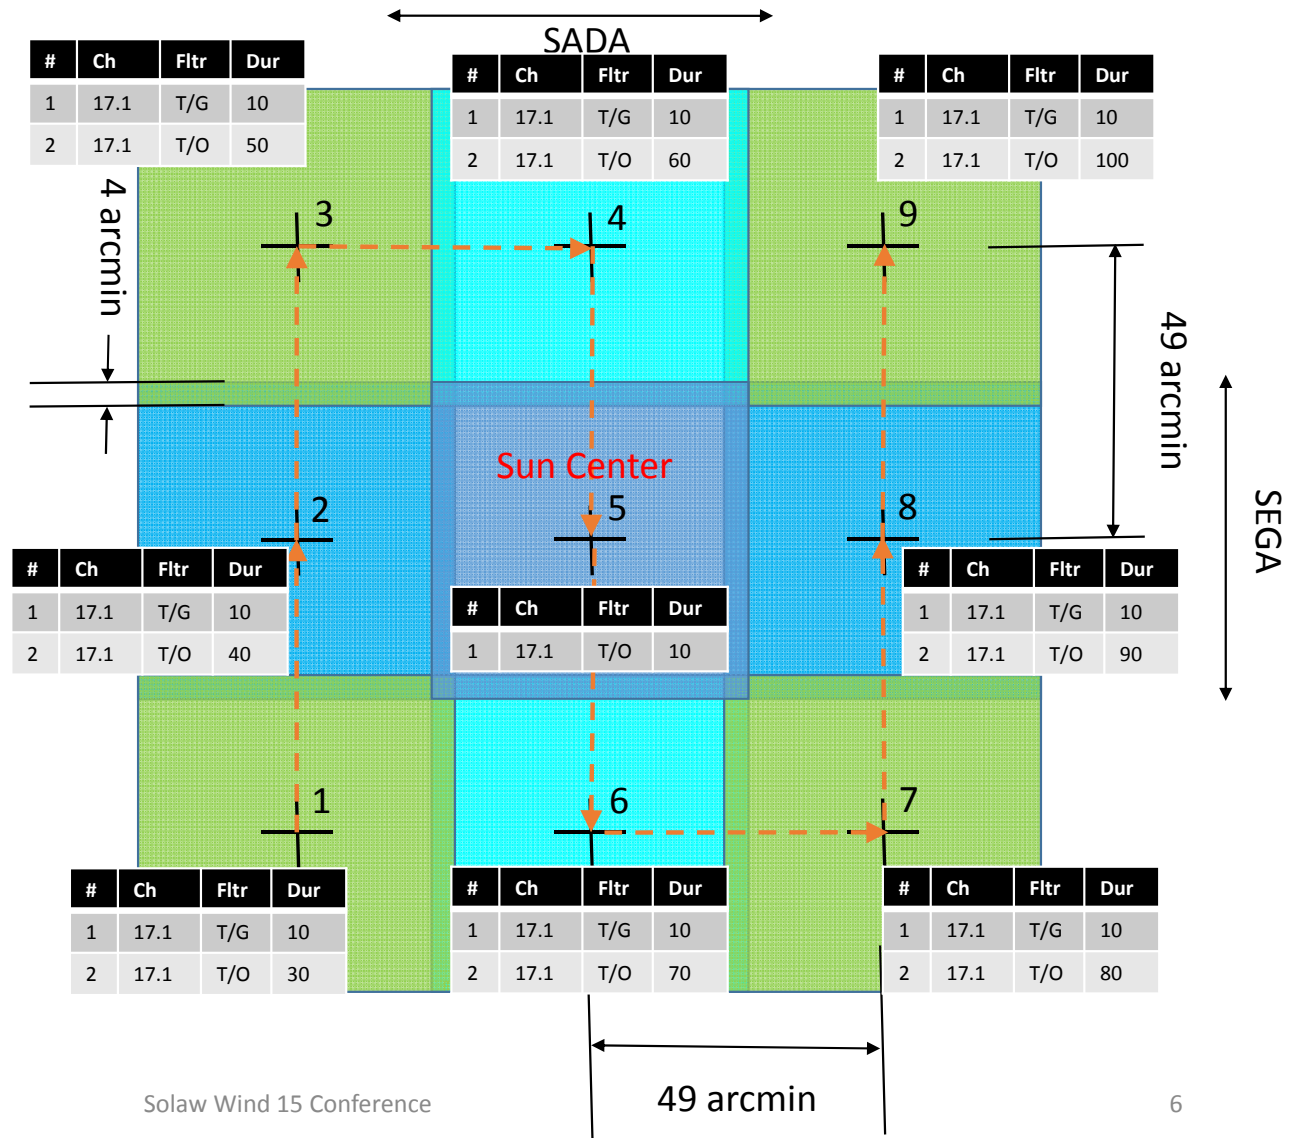 SADA
# Ch Fltr Dur
1 17.1 T/G 10
2 17.1 T/O 50
# Ch Fltr Dur
1 17.1 T/G 10
2 17.1 T/O 60
# Ch Fltr Dur
1 17.1 T/G 10
2 17.1 T/O 100
4 arcmin
3
4
9
49 arcmin
Sun Center
2
5
8
SEGA
# Ch Fltr Dur
1 17.1 T/G 10
2 17.1 T/O 40
# Ch Fltr Dur
1 17.1 T/O 10
# Ch Fltr Dur
1 17.1 T/G 10
2 17.1 T/O 90
1
6
7
# Ch Fltr Dur
1 17.1 T/G 10
2 17.1 T/O 30
# Ch Fltr Dur
1 17.1 T/G 10
2 17.1 T/O 70
# Ch Fltr Dur
1 17.1 T/G 10
2 17.1 T/O 80
49 arcmin
Solaw Wind 15 Conference
6